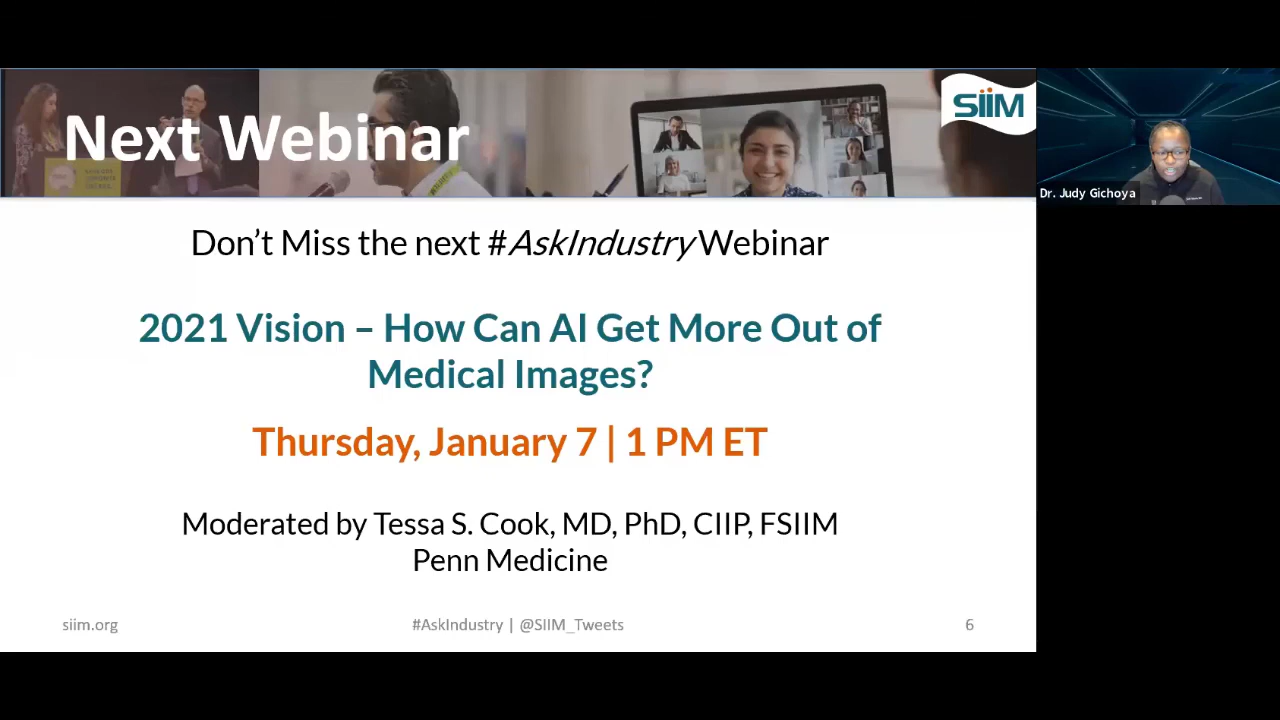 Next Webinar
SiiM
Dr. Judy Gichoya
Don't Miss the next #AskIndustry Webinar
2021 Vision – How Can AI Get More Out of
Medical Images?
Thursday, January 7 | 1 PM ET
Moderated by Tessa S. Cook, MD, PhD, CIIP, FSIIM
Penn Medicine
siim.org
#AskIndustry | @SIIM_Tweets
6